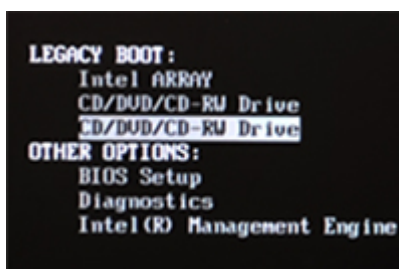 LEGACY BOOT:
Intel ARRAY
CD/DVD/CD-RW Drive
CD/DVD/CD-RW Drive
OTHER OPTIONS:
BIOS Setup
Diagnostics
Intel(R) Management Engine